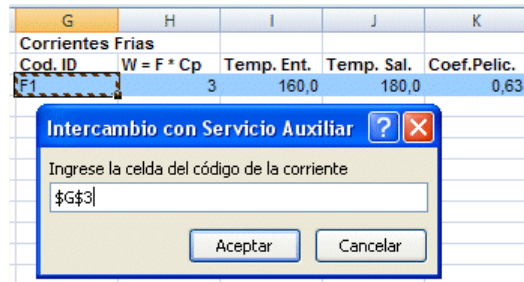 G H I J K
Corrientes Frias
Cod. ID W = F * Cp Temp. Ent. Temp. Sal. Coef.Pelic.
F1 3 160,0 180,0 0,63
Intercambio con Servicio Auxiliar
Ingrese la celda del código de la corriente
$G$3
Aceptar Cancelar